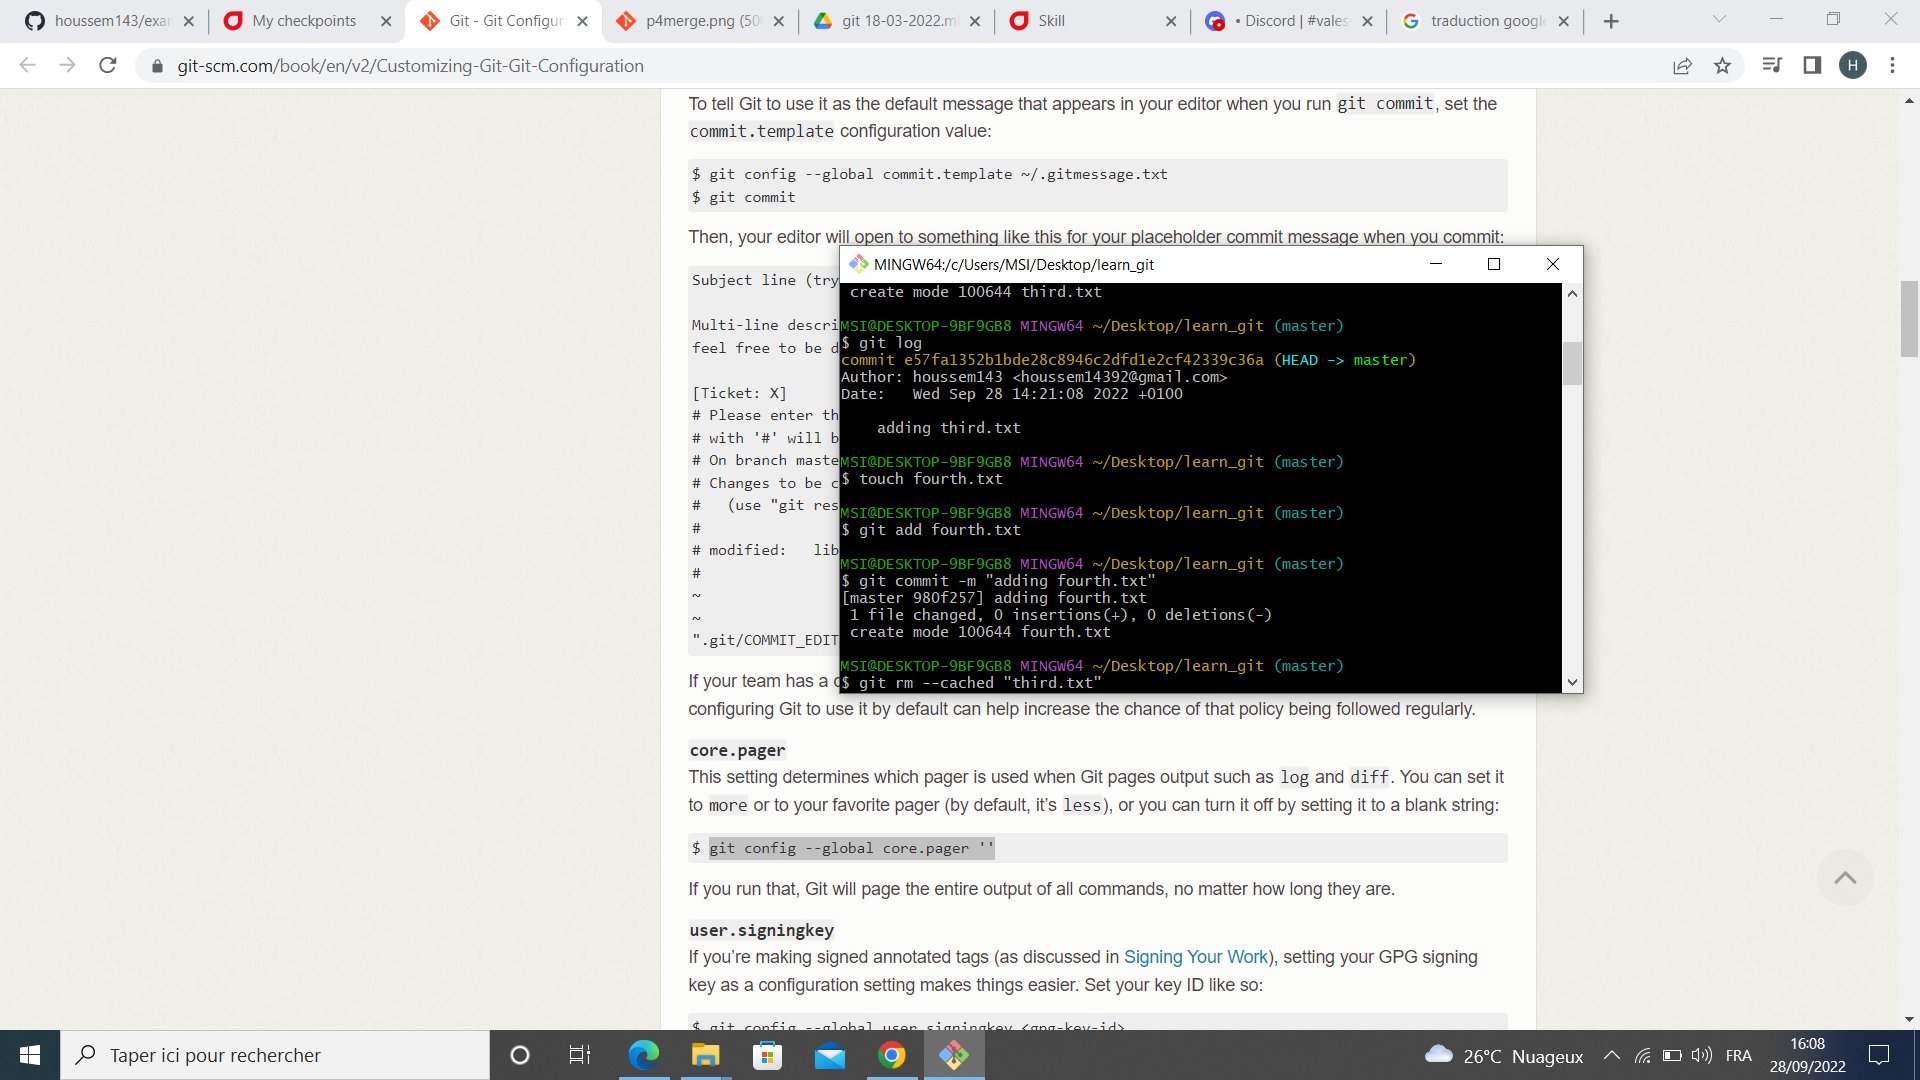 houssem143/exa
My checkpoints
Git - Git Configur
p4merge.png (50
git 18-03-2022.m
Skill
• Discord | #vales
traduction google
git-scm.com/book/en/v2/Customizing-Git-Git-Configuration
H
To tell Git to use it as the default message that appears in your editor when you run git commit, set the
commit.template configuration value:
$ git config --global commit.template ~/.gitmessage.txt
$ git commit
Then, your editor will open to something like this for your placeholder commit message when you commit:
Subject line (try
Multi-line descri
feel free to be d
[Ticket: X]
# Please enter th
# with '#' will b
# On branch maste
# Changes to be c
#   (use "git res
#
# modified:   lib
#
~
~
".git/COMMIT_EDIT
MINGW64:/c/Users/MSI/Desktop/learn_git
create mode 100644 third.txt
MSI@DESKTOP-9BF9GB8 MINGW64 ~/Desktop/learn_git (master)
$ git log
commit e57fa1352b1bde28c8946c2dfd1e2cf42339c36a (HEAD -> master)
Author: houssem143 <houssem14392@gmail.com>
Date:   Wed Sep 28 14:21:08 2022 +0100
adding third.txt
MSI@DESKTOP-9BF9GB8 MINGW64 ~/Desktop/learn_git (master)
$ touch fourth.txt
MSI@DESKTOP-9BF9GB8 MINGW64 ~/Desktop/learn_git (master)
$ git add fourth.txt
MSI@DESKTOP-9BF9GB8 MINGW64 ~/Desktop/learn_git (master)
$ git commit -m "adding fourth.txt"
[master 980f257] adding fourth.txt
1 file changed, 0 insertions(+), 0 deletions(-)
create mode 100644 fourth.txt
MSI@DESKTOP-9BF9GB8 MINGW64 ~/Desktop/learn_git (master)
$ git rm --cached "third.txt"
If your team has a c
configuring Git to use it by default can help increase the chance of that policy being followed regularly.
core.pager
This setting determines which pager is used when Git pages output such as log and diff. You can set it
to more or to your favorite pager (by default, it's less), or you can turn it off by setting it to a blank string:
$ git config --global core.pager ''
If you run that, Git will page the entire output of all commands, no matter how long they are.
user.signingkey
If you're making signed annotated tags (as discussed in Signing Your Work), setting your GPG signing
key as a configuration setting makes things easier. Set your key ID like so:
$ git config --global user.signingkey <gpg-key-id>
Taper ici pour rechercher
26°C Nuageux
FRA
16:08
28/09/2022